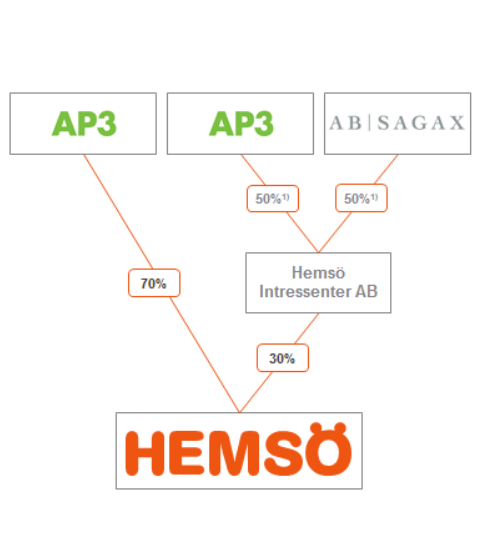 AP3
AP3
AB|SAGAX
50%¹⁾
50%¹⁾
Hemsö
Intressenter AB
70%
30%
HEMSÖ